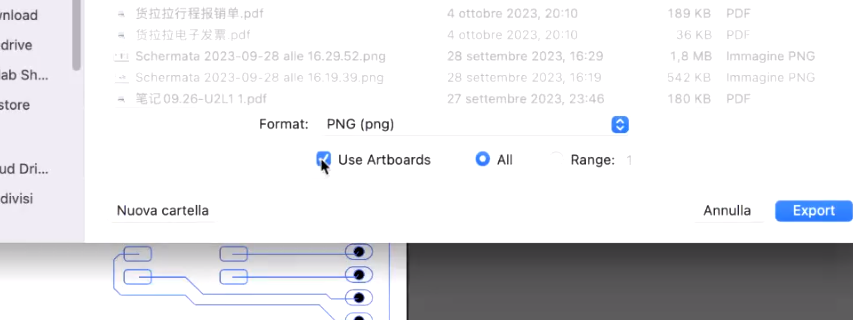 wnload
货拉拉行程报销单.pdf 4 ottobre 2023, 20:10 189 KB PDF
drive
货拉拉电子发票.pdf 4 ottobre 2023, 20:10 36 KB PDF
lab Sh...
Schermata 2023-09-28 alle 16.29.52.png 28 settembre 2023, 16:29 1,8 MB Immagine PNG
Schermata 2023-09-28 alle 16.19.39.png 28 settembre 2023, 16:19 542 KB Immagine PNG
store
笔记09.26-U2L1 1.pdf 27 settembre 2023, 23:46 180 KB PDF
Format: PNG (png)
Use Artboards All Range: 1
ud Dri...
divisi
Nuova cartella Annulla Export